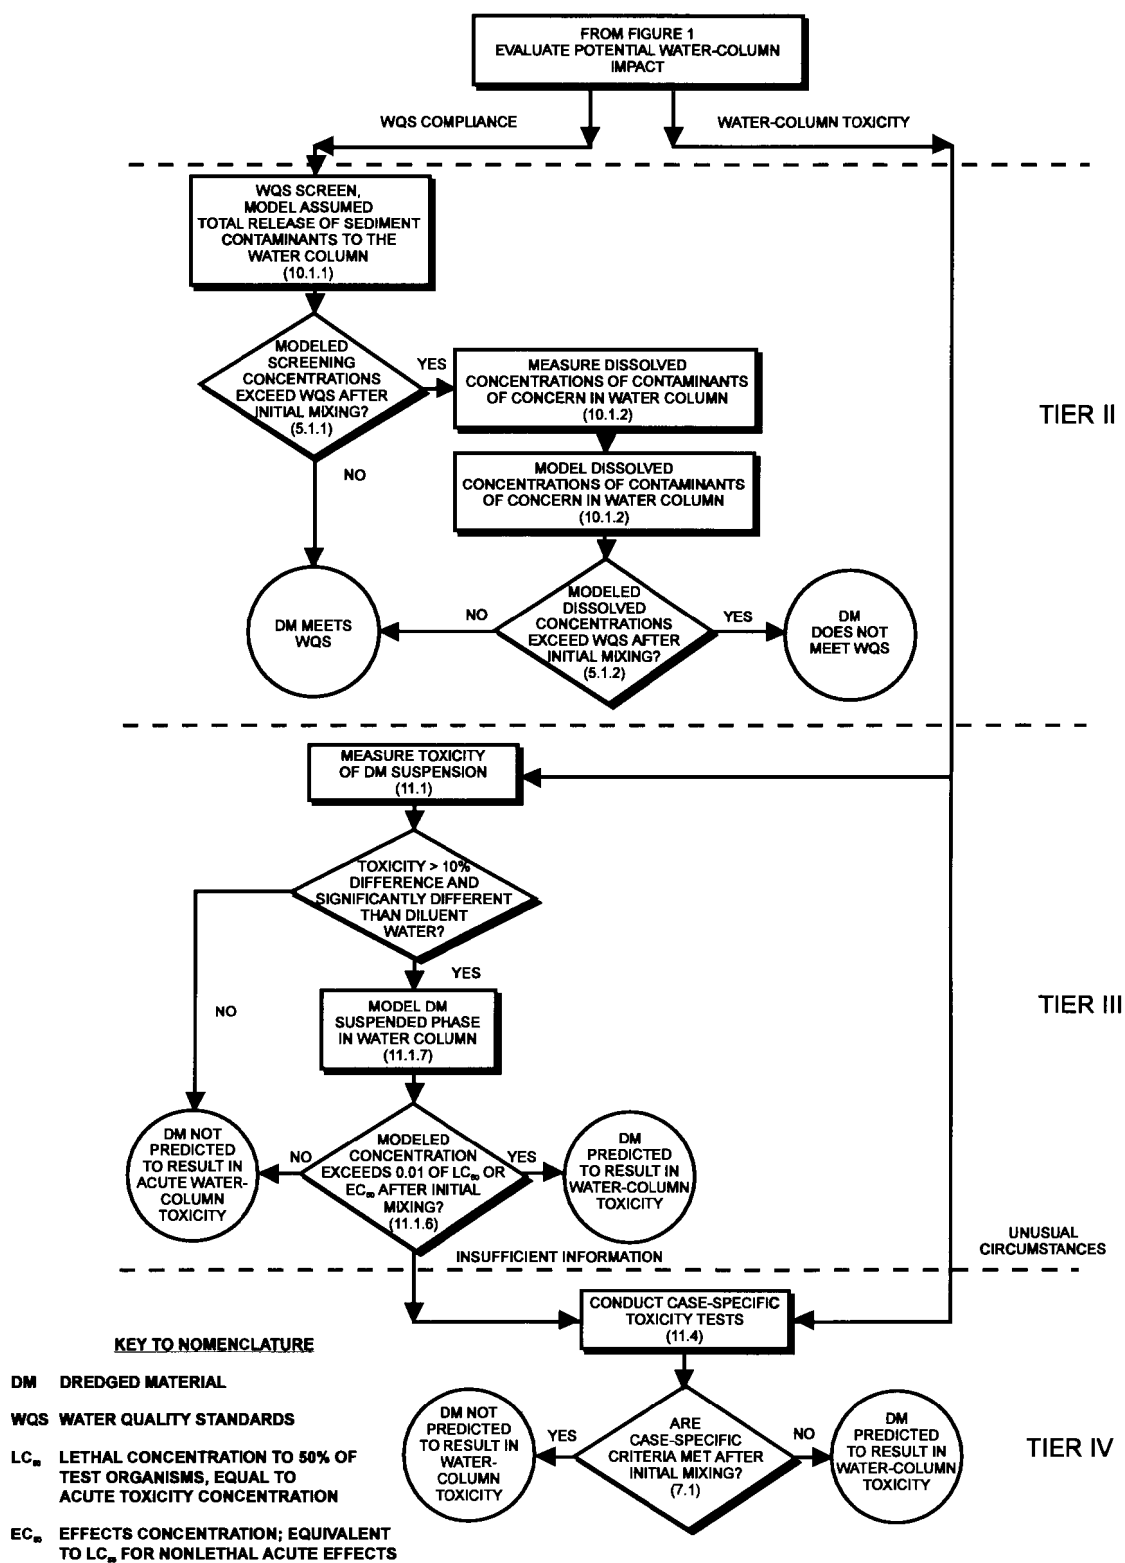 FROM FIGURE 1
EVALUATE POTENTIAL WATER-COLUMN
IMPACT
WQS COMPLIANCE
WATER-COLUMN TOXICITY
WQS SCREEN,
MODEL ASSUMED
TOTAL RELEASE OF SEDIMENT
CONTAMINANTS TO THE
WATER COLUMN
(10.1.1)
MODELED
SCREENING
CONCENTRATIONS
EXCEED WQS AFTER
INITIAL MIXING?
(5.1.1)
YES
NO
MEASURE DISSOLVED
CONCENTRATIONS OF CONTAMINANTS
OF CONCERN IN WATER COLUMN
(10.1.2)
MODEL DISSOLVED
CONCENTRATIONS OF CONTAMINANTS
OF CONCERN IN WATER COLUMN
(10.1.2)
TIER II
DM MEETS
WQS
NO
MODELED
DISSOLVED
CONCENTRATIONS
EXCEED WQS AFTER
INITIAL MIXING?
(5.1.2)
YES
DM
DOES NOT
MEET WQS
MEASURE TOXICITY
OF DM SUSPENSION
(11.1)
TOXICITY > 10%
DIFFERENCE AND
SIGNIFICANTLY DIFFERENT
THAN DILUENT
WATER?
YES
NO
MODEL DM
SUSPENDED PHASE
IN WATER COLUMN
(11.1.7)
TIER III
DM NOT
PREDICTED
TO RESULT IN
ACUTE WATER-
COLUMN
TOXICITY
NO
MODELED
CONCENTRATION
EXCEEDS 0.01 OF LC50 OR
EC50 AFTER INITIAL
MIXING?
(11.1.6)
YES
DM
PREDICTED
TO RESULT IN
WATER-COLUMN
TOXICITY
INSUFFICIENT INFORMATION
UNUSUAL
CIRCUMSTANCES
CONDUCT CASE-SPECIFIC
TOXICITY TESTS
(11.4)
DM NOT
PREDICTED
TO RESULT IN
WATER-
COLUMN
TOXICITY
YES
ARE
CASE-SPECIFIC
CRITERIA MET AFTER
INITIAL MIXING?
(7.1)
NO
DM
PREDICTED
TO RESULT IN
WATER-COLUMN
TOXICITY
TIER IV
KEY TO NOMENCLATURE
DM DREDGED MATERIAL
WQS WATER QUALITY STANDARDS
LC50 LETHAL CONCENTRATION TO 50% OF
TEST ORGANISMS, EQUAL TO
ACUTE TOXICITY CONCENTRATION
EC50 EFFECTS CONCENTRATION; EQUIVALENT
TO LC50 FOR NONLETHAL ACUTE EFFECTS